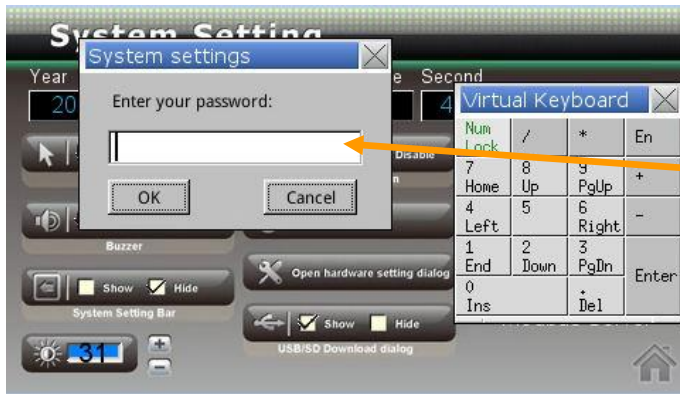 System Setting
System settings
Year
Second
20
4
Enter your password:
OK
Cancel
Disable
Buzzer
Show
Hide
System Setting Bar
Open hardware setting dialog
Show
Hide
USB/SD Download dialog
31
+
-
Virtual Keyboard
Num Lock
/
*
En
7 Home
8 Up
9 PgUp
+
4 Left
5
6 Right
-
1 End
2 Down
3 PgDn
Enter
0 Ins
. Del